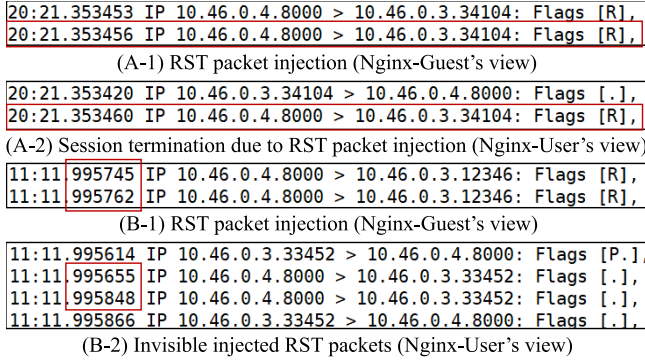 20:21.353453 IP 10.46.0.4.8000 > 10.46.0.3.34104: Flags [R],
20:21.353456 IP 10.46.0.4.8000 > 10.46.0.3.34104: Flags [R],
(A-1) RST packet injection (Nginx-Guest's view)
20:21.353420 IP 10.46.0.3.34104 > 10.46.0.4.8000: Flags [.],
20:21.353460 IP 10.46.0.4.8000 > 10.46.0.3.34104: Flags [R],
(A-2) Session termination due to RST packet injection (Nginx-User's view)
11:11.995745 IP 10.46.0.4.8000 > 10.46.0.3.12346: Flags [R],
11:11.995762 IP 10.46.0.4.8000 > 10.46.0.3.12346: Flags [R],
(B-1) RST packet injection (Nginx-Guest's view)
11:11.995614 IP 10.46.0.3.33452 > 10.46.0.4.8000: Flags [P.],
11:11.995655 IP 10.46.0.4.8000 > 10.46.0.3.33452: Flags [.],
11:11.995848 IP 10.46.0.4.8000 > 10.46.0.3.33452: Flags [.],
11:11.995866 IP 10.46.0.3.33452 > 10.46.0.4.8000: Flags [.],
(B-2) Invisible injected RST packets (Nginx-User's view)